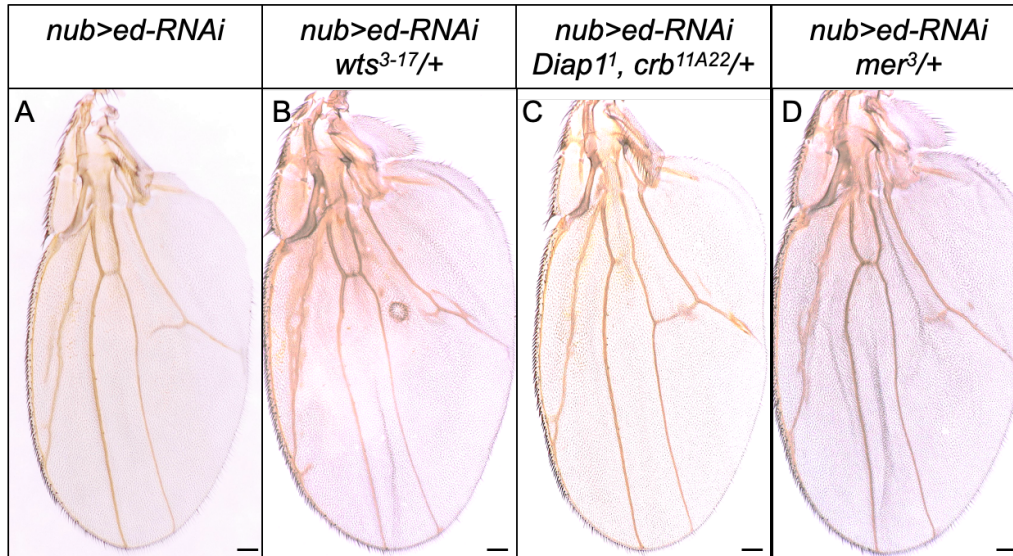 nub>ed-RNAi
nub>ed-RNAi
wts³⁻¹⁷/+
nub>ed-RNAi
Diap1¹, crb¹¹ᴬ²²/+
nub>ed-RNAi
mer³/+
A
B
C
D